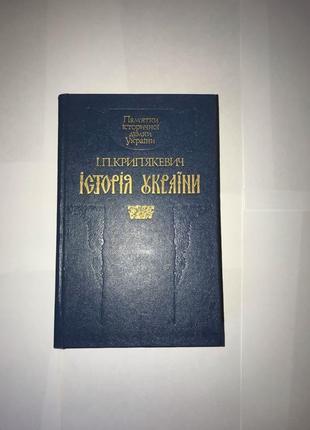 Пам'ятки
історичної
думки
України
І.П.КРИП'ЯКЕВИЧ
ІСТОРІЯ УКРАЇНИ